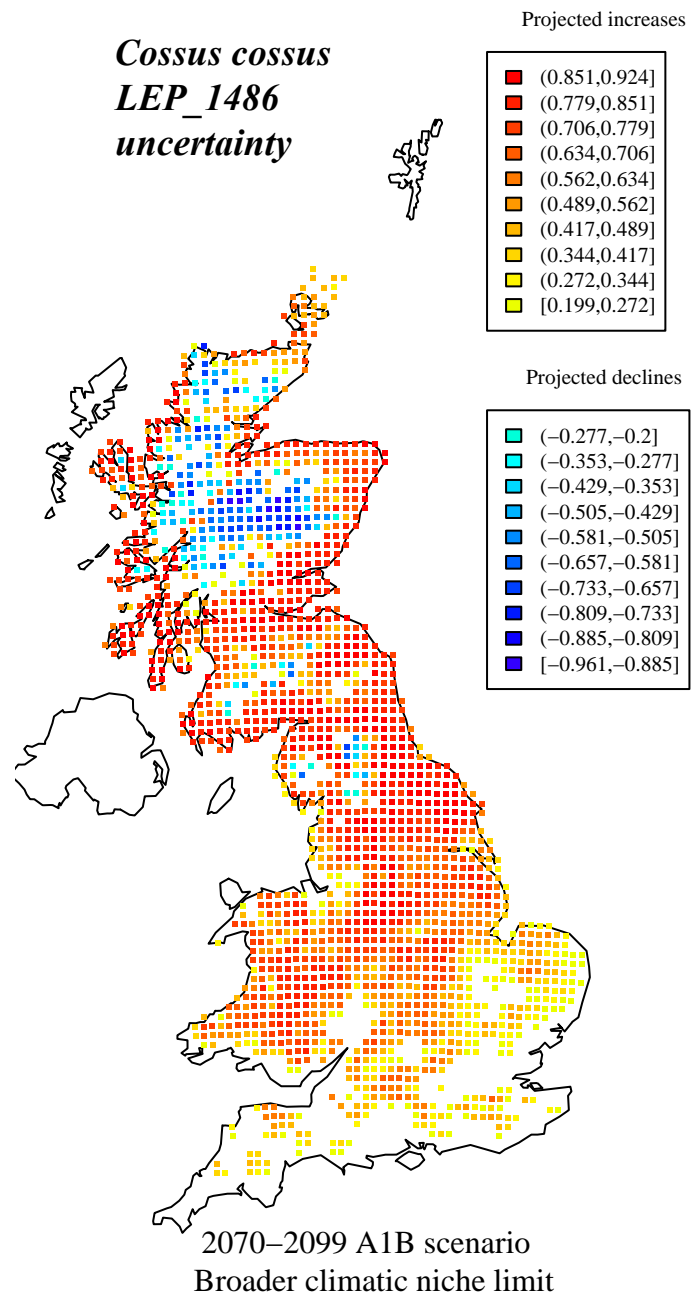 Projected increases
Cossus cossus
LEP_1486
uncertainty
(0.851,0.924]
(0.779,0.851]
(0.706,0.779]
(0.634,0.706]
(0.562,0.634]
(0.489,0.562]
(0.417,0.489]
(0.344,0.417]
(0.272,0.344]
[0.199,0.272]
Projected declines
(−0.277,−0.2]
(−0.353,−0.277]
(−0.429,−0.353]
(−0.505,−0.429]
(−0.581,−0.505]
(−0.657,−0.581]
(−0.733,−0.657]
(−0.809,−0.733]
(−0.885,−0.809]
[−0.961,−0.885]
2070−2099 A1B scenario
Broader climatic niche limit